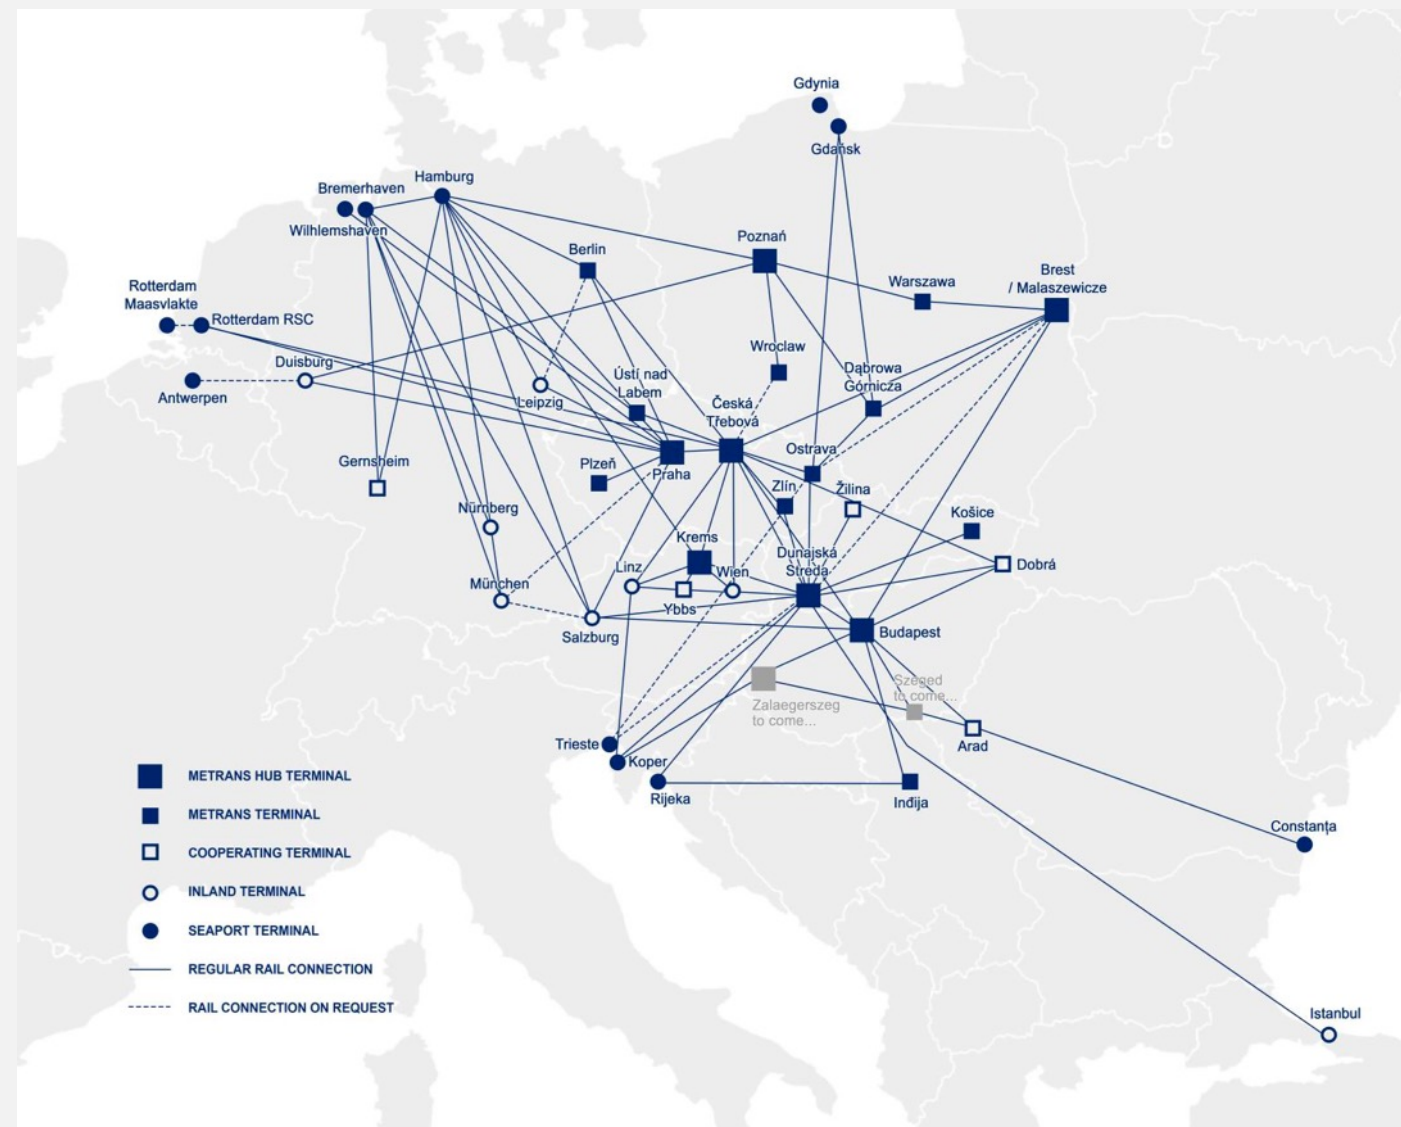 Gdynia
Gdańsk
Hamburg
Bremerhaven
Wilhlemshaven
Berlin
Poznań
Brest
/ Malaszewicze
Warszawa
Rotterdam
Maasvlakte
Rotterdam RSC
Duisburg
Antwerpen
Wroclaw
Dąbrowa
Górnicza
Ústí nad
Labem
Leipzig
Česká
Třebová
Ostrava
Gernsheim
Plzeň
Praha
Zlín
Žilina
Nürnberg
Košice
Krems
Dunajská
Streda
Linz
Wien
Dobrá
München
Ybbs
Salzburg
Budapest
Szeged
to come...
Zalaegerszeg
to come...
Trieste
Arad
Koper
Rijeka
Inđija
Constanța
Istanbul
METRANS HUB TERMINAL
METRANS TERMINAL
COOPERATING TERMINAL
INLAND TERMINAL
SEAPORT TERMINAL
REGULAR RAIL CONNECTION
RAIL CONNECTION ON REQUEST